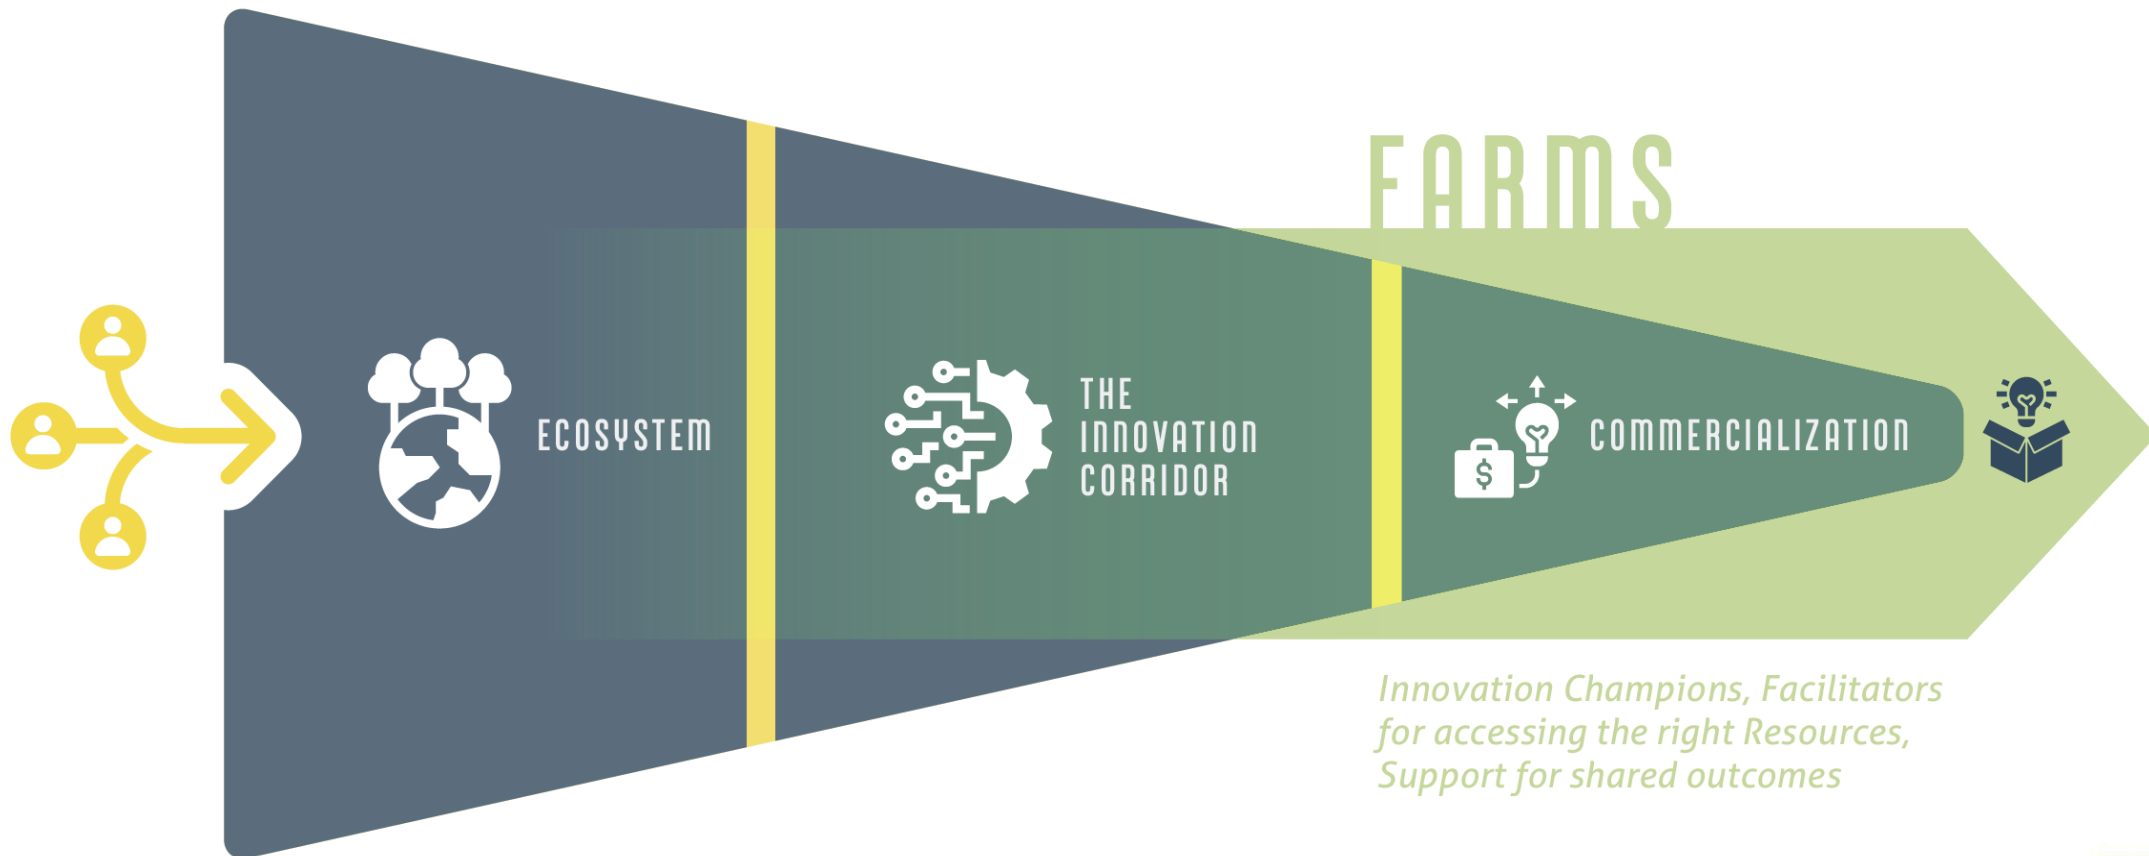 FARMS
ECOSYSTEM
THE
INNOVATION
CORRIDOR
$
COMMERCIALIZATION
Innovation Champions, Facilitators
for accessing the right Resources,
Support for shared outcomes